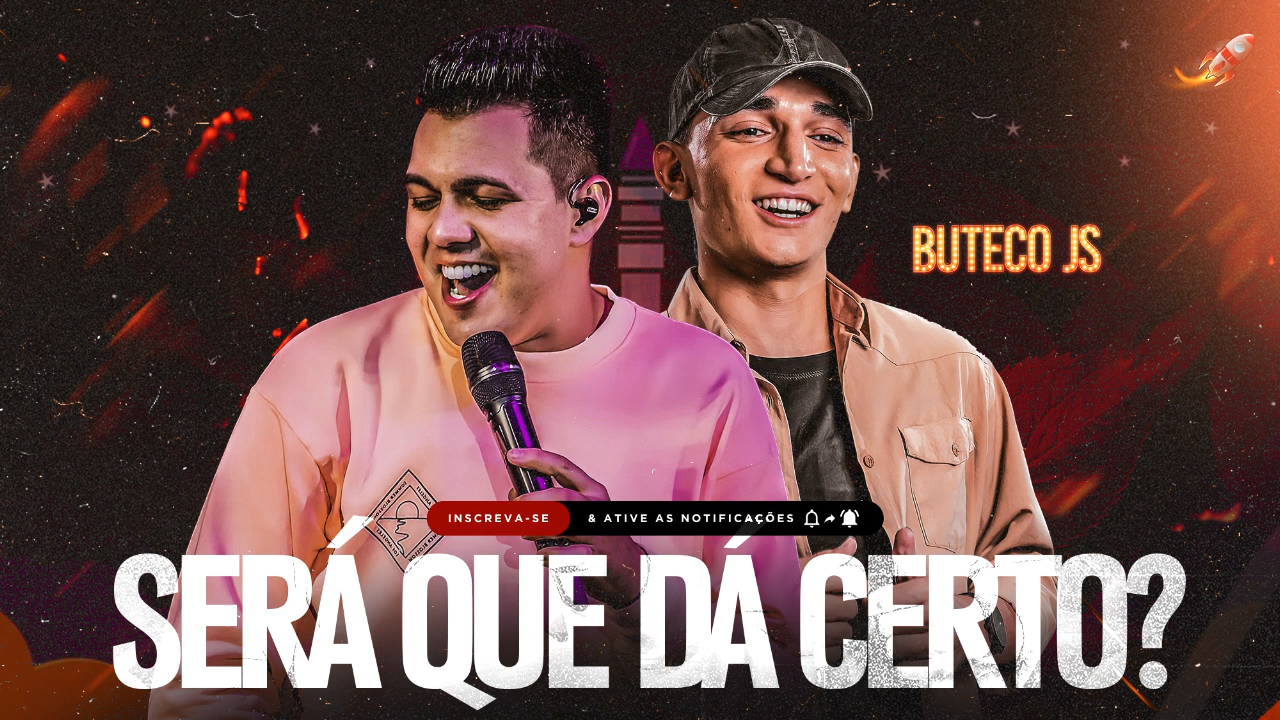 BUTECO JS
INSCREVA-SE & ATIVE AS NOTIFICAÇÕES
SERÁ QUE DÁ CERTO?